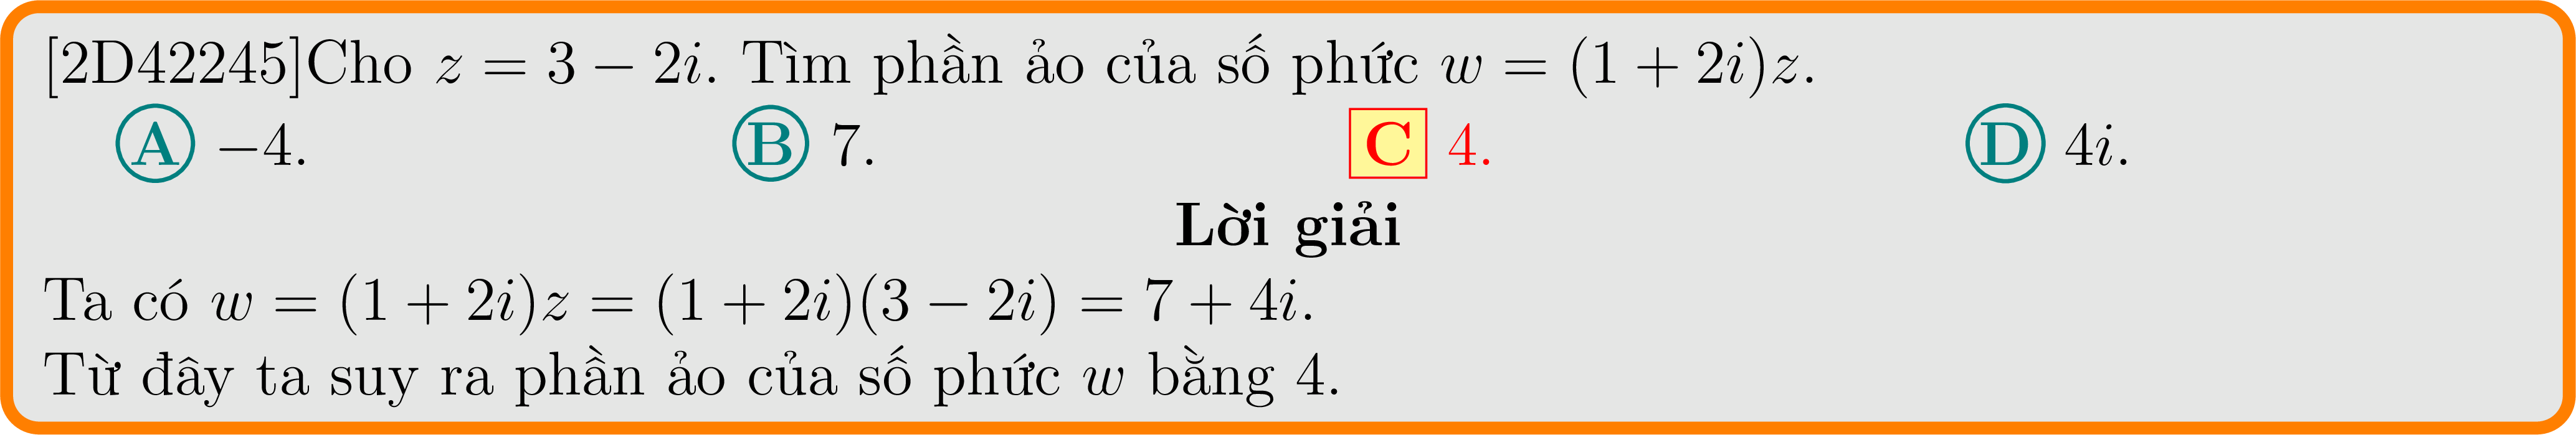 [2D42245]Cho z = 3 − 2i. Tìm phần ảo của số phức w = (1 + 2i)z.
A −4. B 7. C 4. D 4i.
Lời giải
Ta có w = (1 + 2i)z = (1 + 2i)(3 − 2i) = 7 + 4i.
Từ đây ta suy ra phần ảo của số phức w bằng 4.